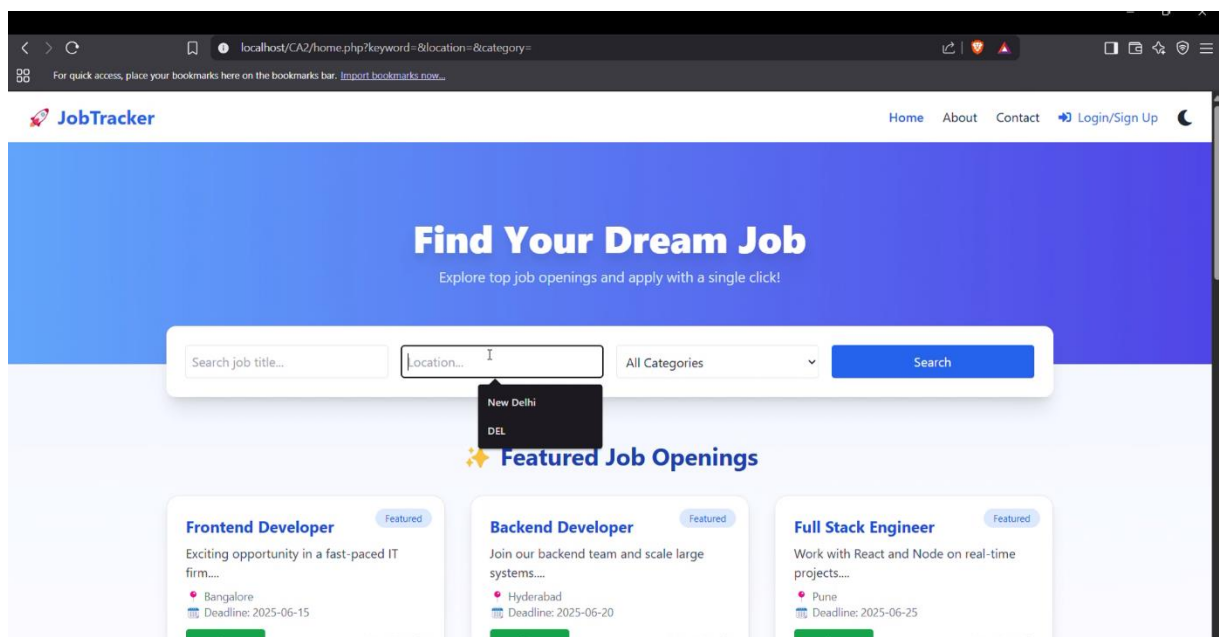 localhost/CA2/home.php?keyword=&location=&category=
For quick access, place your bookmarks here on the bookmarks bar. Import bookmarks now...
JobTracker
Home About Contact Login/Sign Up
Find Your Dream Job
Explore top job openings and apply with a single click!
Search job title... Location... All Categories Search
New Delhi
DEL
Featured Job Openings
Frontend Developer Featured
Exciting opportunity in a fast-paced IT
firm....
Bangalore
Deadline: 2025-06-15
Backend Developer Featured
Join our backend team and scale large
systems....
Hyderabad
Deadline: 2025-06-20
Full Stack Engineer Featured
Work with React and Node on real-time
projects....
Pune
Deadline: 2025-06-25